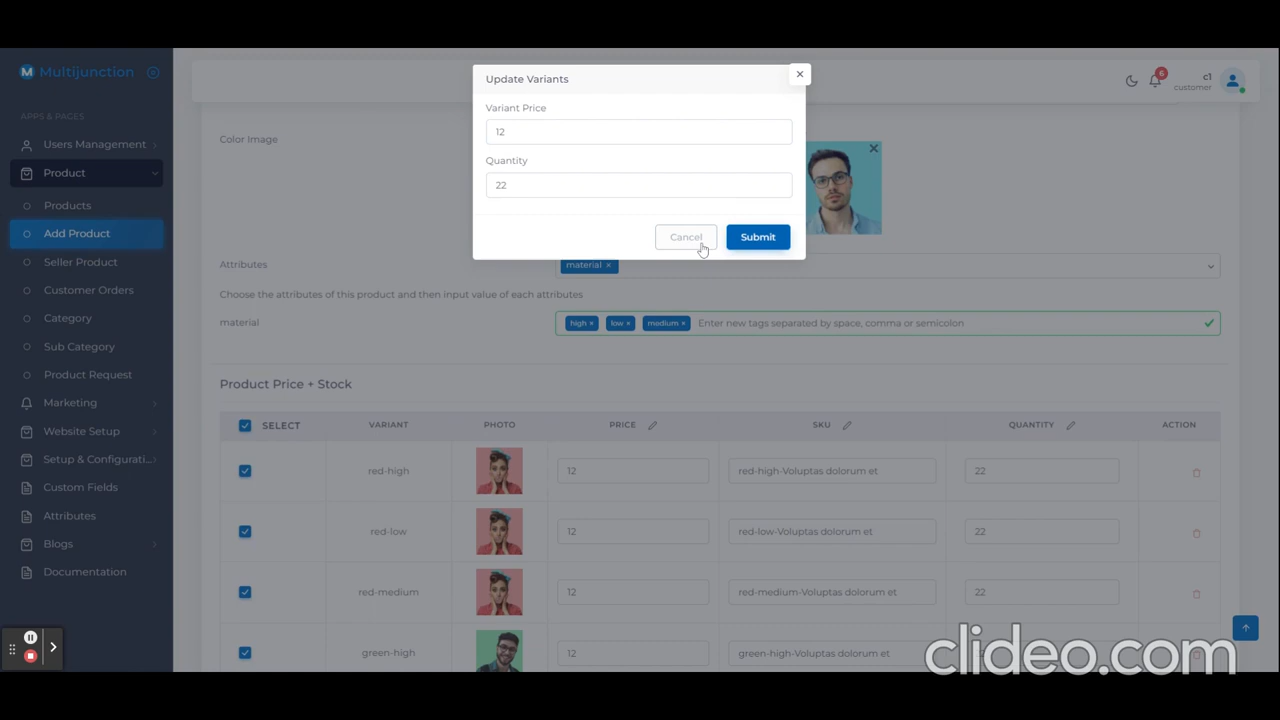 Multijunction
APPS & PAGES
Users Management
Product
Products
Add Product
Seller Product
Customer Orders
Category
Sub Category
Product Request
Marketing
Website Setup
Setup & Configurati...
Custom Fields
Attributes
Blogs
Documentation
6
c1
customer
Update Variants
×
Variant Price
12
Quantity
22
Cancel
Submit
Color Image
Attributes
material ×
Choose the attributes of this product and then input value of each attributes
material
high × low × medium × Enter new tags separated by space, comma or semicolon
Product Price + Stock
SELECT VARIANT PHOTO PRICE SKU QUANTITY ACTION
red-high 12 red-high-Voluptas dolorum et 22
red-low 12 red-low-Voluptas dolorum et 22
red-medium 12 red-medium-Voluptas dolorum et 22
green-high 12 green-high-Voluptas dolorum et
clideo.com